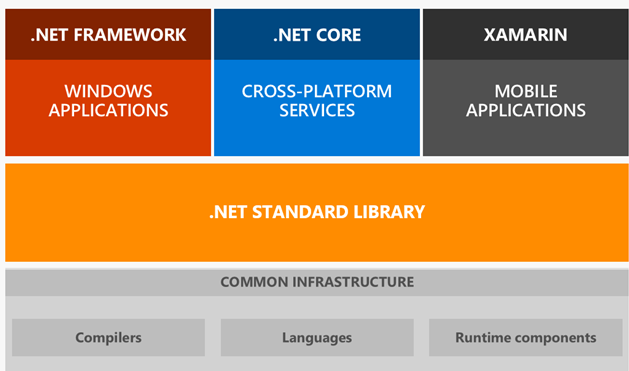 .NET FRAMEWORK
.NET CORE
XAMARIN
WINDOWS
APPLICATIONS
CROSS-PLATFORM
SERVICES
MOBILE
APPLICATIONS
.NET STANDARD LIBRARY
COMMON INFRASTRUCTURE
Compilers
Languages
Runtime components